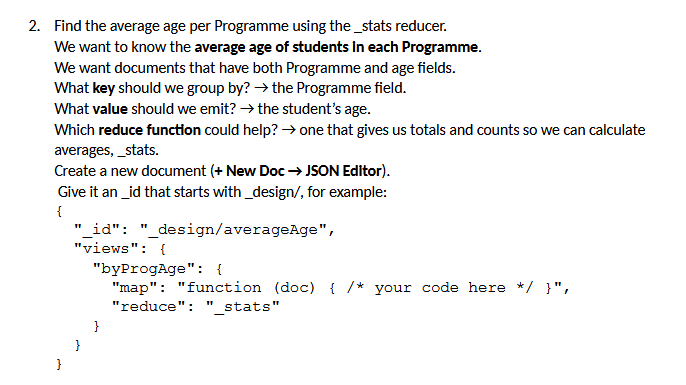 2. Find the average age per Programme using the _stats reducer.
We want to know the average age of students in each Programme.
We want documents that have both Programme and age fields.
What key should we group by? → the Programme field.
What value should we emit? → the student's age.
Which reduce function could help? → one that gives us totals and counts so we can calculate
averages, _stats.
Create a new document (+ New Doc → JSON Editor).
Give it an _id that starts with _design/, for example:
{
"_id": "_design/averageAge",
"views": {
"byProgAge": {
"map": "function (doc) { /* your code here */ }",
"reduce": "_stats"
}
}
}